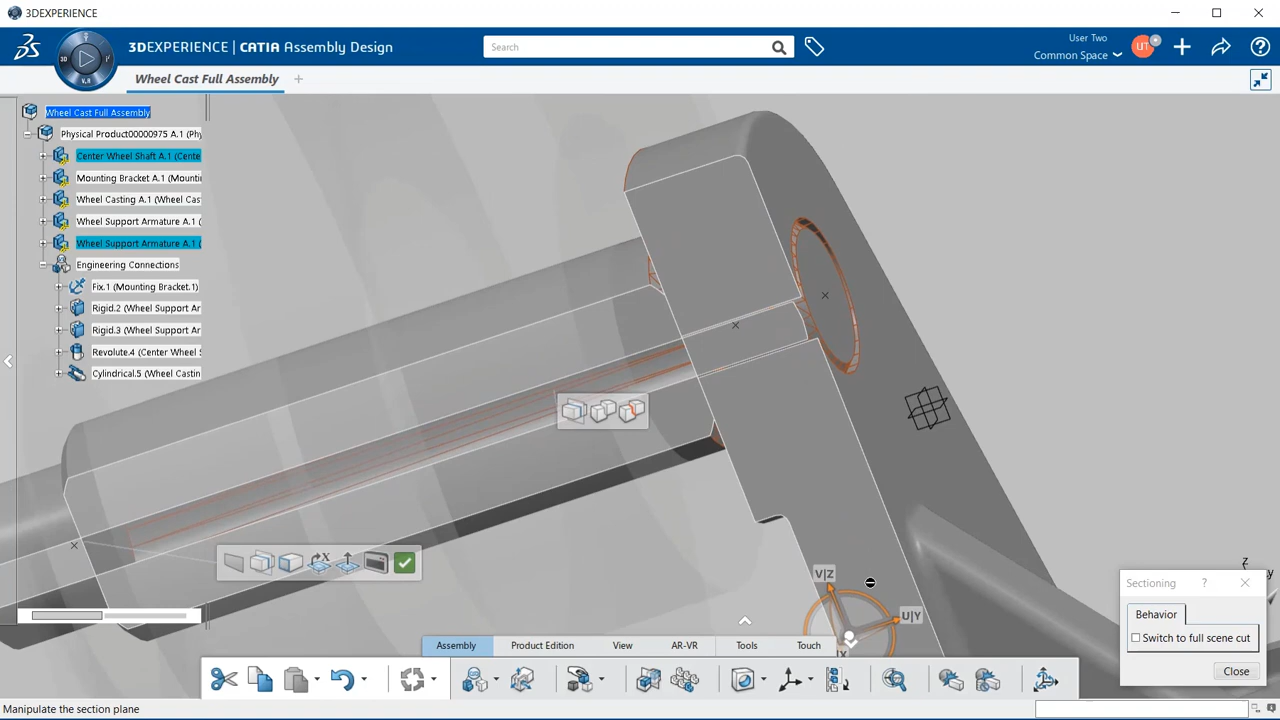 3DEXPERIENCE
3DEXPERIENCE | CATIA Assembly Design
Search
User Two
Common Space
UT
3D
V.R
Wheel Cast Full Assembly
Wheel Cast Full Assembly
Physical Product00000975 A.1 (Phy
Center Wheel Shaft A.1 (Cente
Mounting Bracket A.1 (Mounti
Wheel Casting A.1 (Wheel Cas
Wheel Support Armature A.1 (
Wheel Support Armature A.1 (
Engineering Connections
Fix.1 (Mounting Bracket.1)
Rigid.2 (Wheel Support Ar
Rigid.3 (Wheel Support Ar
Revolute.4 (Center Wheel S
Cylindrical.5 (Wheel Castin
V|Z
U|Y
Z
y
Sectioning ?
Behavior
Switch to full scene cut
Close
Assembly Product Edition View AR-VR Tools Touch
Manipulate the section plane